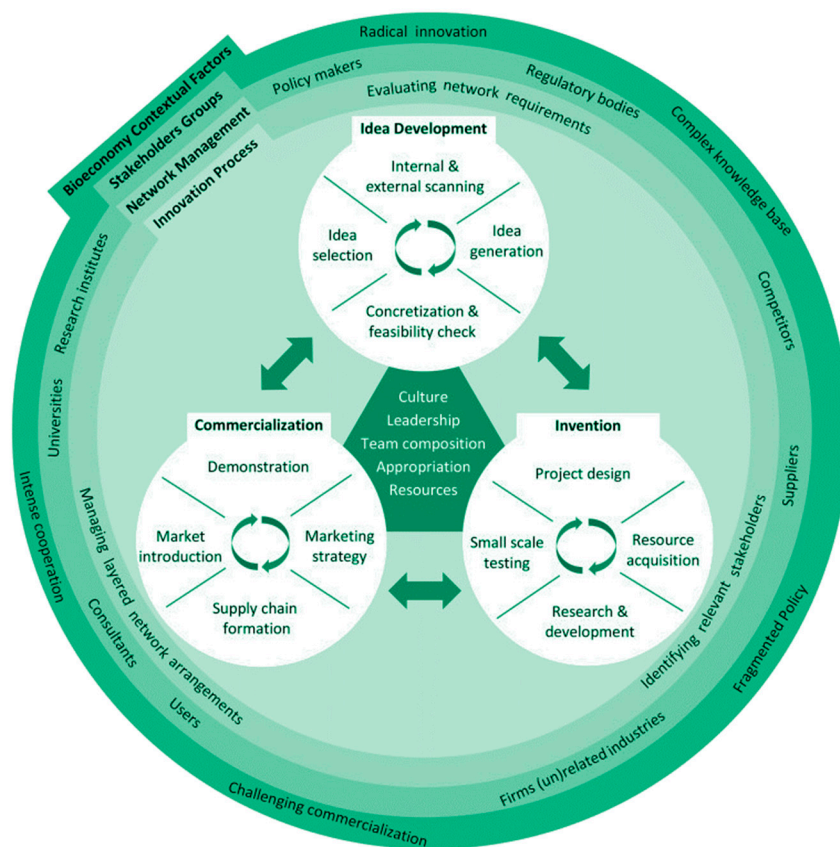 Radical innovation
Complex knowledge base
Fragmented Policy
Challenging commercialization
Intense cooperation
Bioeconomy Contextual Factors
Stakeholders Groups
Network Management
Innovation Process
Policy makers
Regulatory bodies
Competitors
Suppliers
Firms (un)related industries
Users
Consultants
Universities
Research institutes
Evaluating network requirements
Identifying relevant stakeholders
Managing layered network arrangements
Idea Development
Internal &
external scanning
Idea
selection
Idea
generation
Concretization &
feasibility check
Culture
Leadership
Team composition
Appropriation
Resources
Commercialization
Demonstration
Market
introduction
Marketing
strategy
Supply chain
formation
Invention
Project design
Small scale
testing
Resource
acquisition
Research &
development